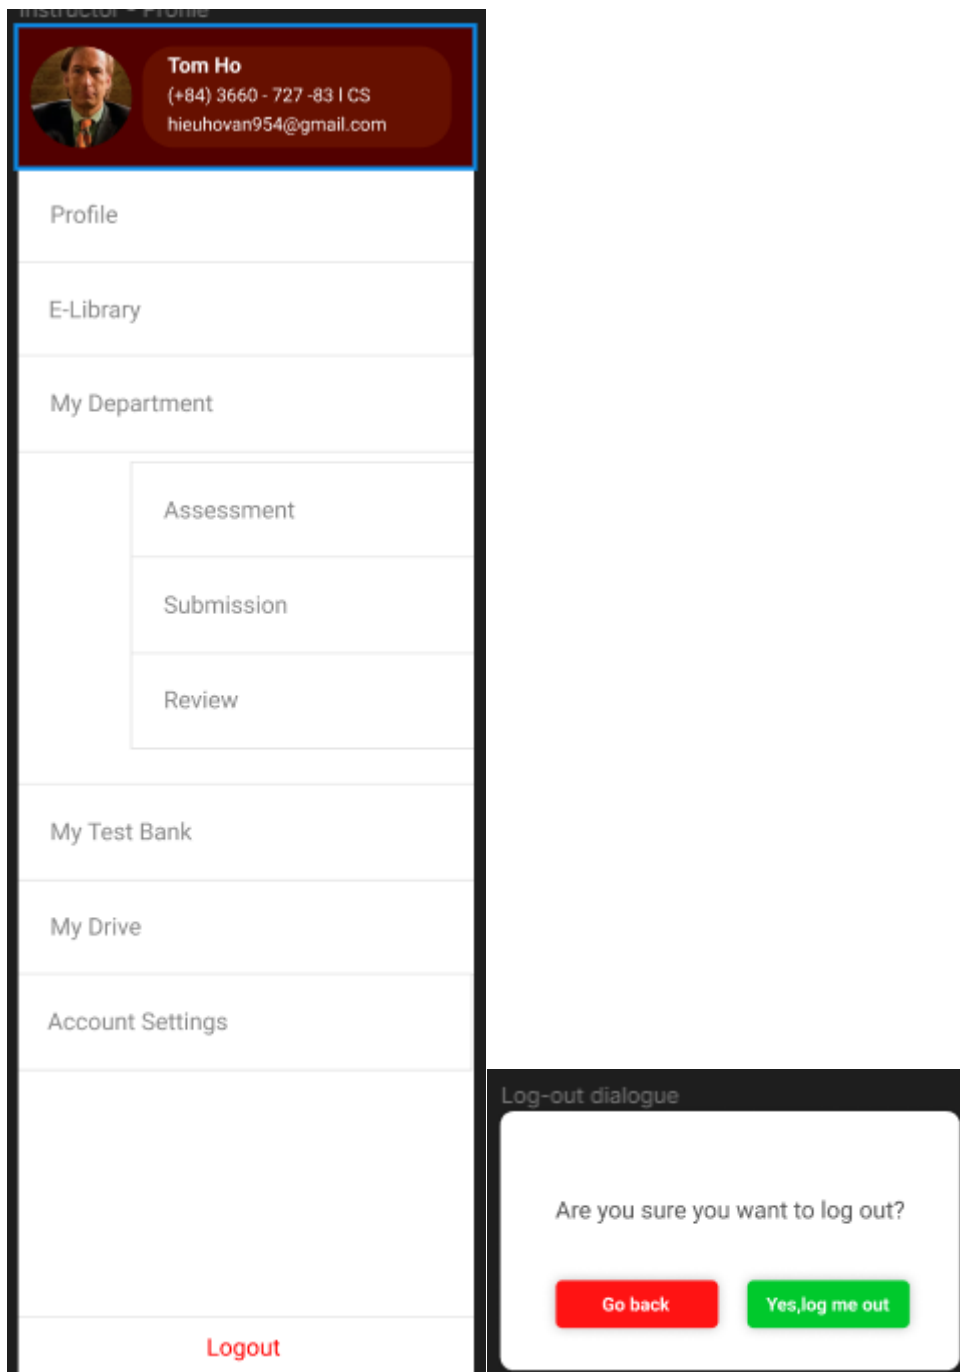 Instructor - Profile
Tom Ho
(+84) 3660 - 727 -83 l CS
hieuhovan954@gmail.com
Profile
E-Library
My Department
Assessment
Submission
Review
My Test Bank
My Drive
Account Settings
Logout
Log-out dialogue
Are you sure you want to log out?
Go back
Yes,log me out